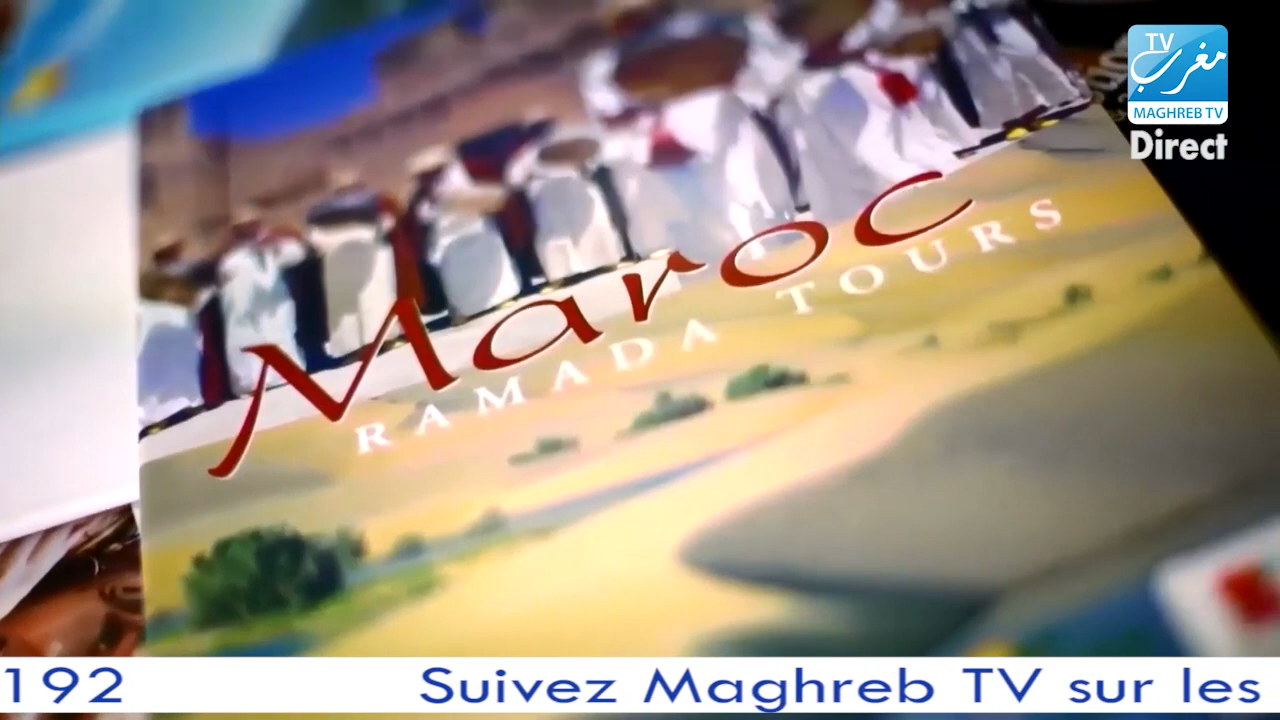 TV
مغرب
MAGHREB TV
Direct
Maroc
RAMADA TOURS
192 Suivez Maghreb TV sur les